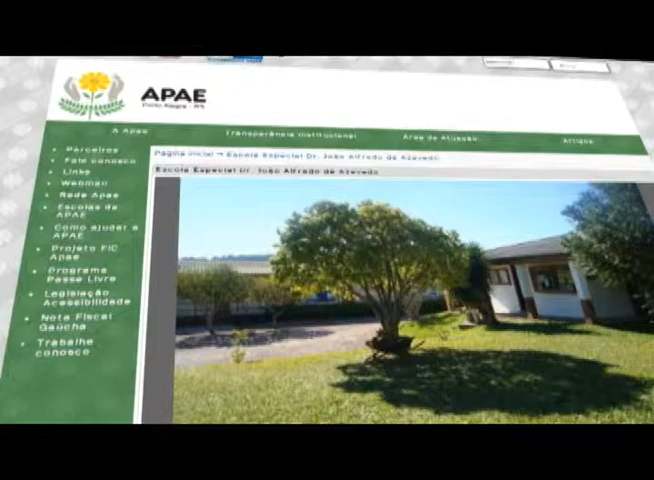 APAE
Porto Alegre - RS
A Apae
Transparência Institucional
Área de Atuação
Artigos
Página Inicial
Escola Especial Dr. João Alfredo de Azevedo
Escola Especial Dr. João Alfredo de Azevedo
Parceiros
Fale conosco
Links
Webmail
Rede Apae
Escolas da
APAE
Como ajudar a
APAE
Projeto FIC
Apae
Programa
Passe Livre
Legislação
Acessibilidade
Nota Fiscal
Gaúcha
Trabalhe
conosco